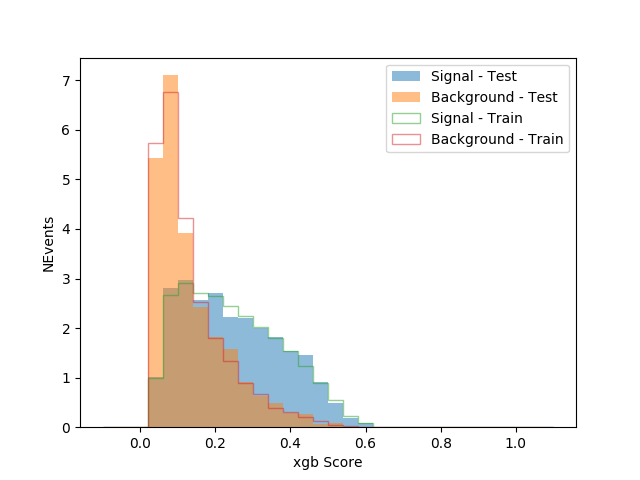 Signal - Test
Background - Test
Signal - Train
Background - Train
NEvents
7
6
5
4
3
2
1
0
0.0 0.2 0.4 0.6 0.8 1.0
xgb Score